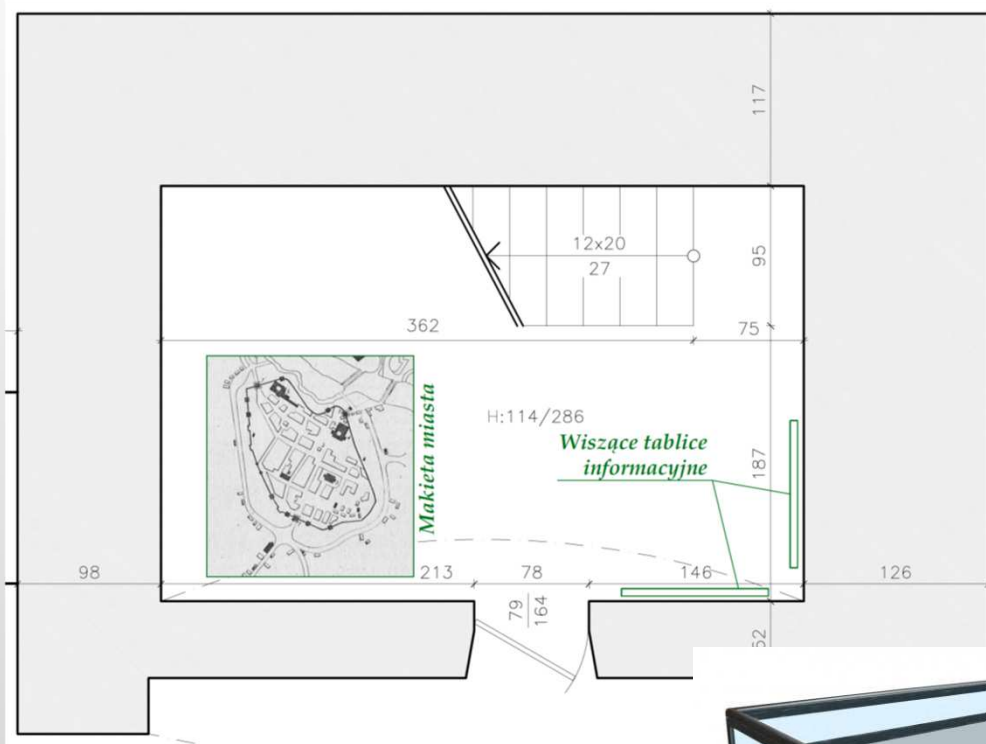 117
12x20
27
95
362
75
H:114/286
Makieta miasta
Wiszące tablice
informacyjne
187
98
213
78
146
126
79
164